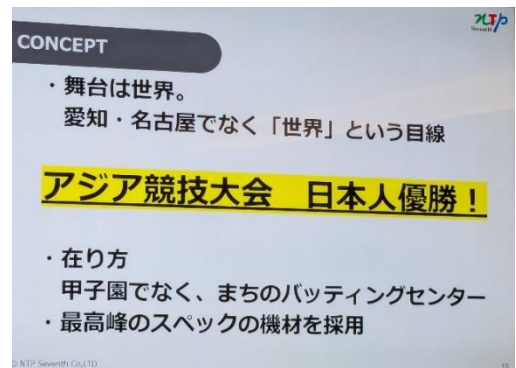 NTP
Seventh
CONCEPT
・舞台は世界。
愛知・名古屋でなく「世界」という目線
アジア競技大会　日本人優勝！
・在り方
甲子園でなく、まちのバッティングセンター
・最高峰のスペックの機材を採用
© NTP Seventh Co,LTD
10